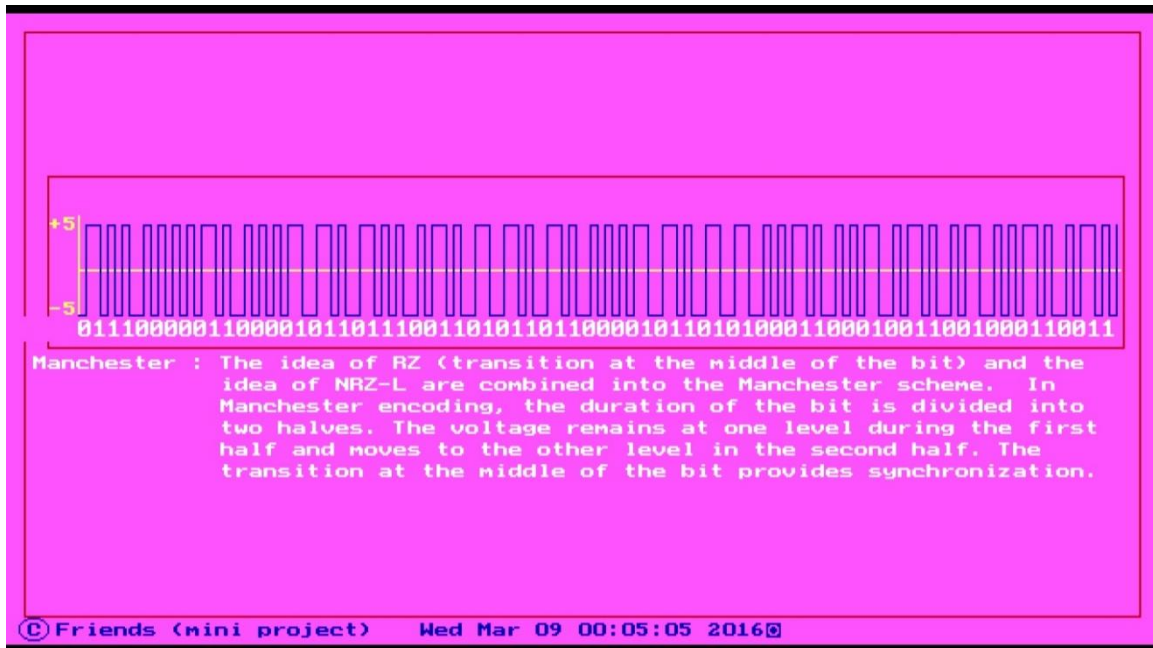 +5
-5
011100000110000101101110011010110110000101101010001100010011001000110011
Manchester : The idea of RZ (transition at the middle of the bit) and the
idea of NRZ-L are combined into the Manchester scheme. In
Manchester encoding, the duration of the bit is divided into
two halves. The voltage remains at one level during the first
half and moves to the other level in the second half. The
transition at the middle of the bit provides synchronization.
©Friends (mini project) Wed Mar 09 00:05:05 2016◘